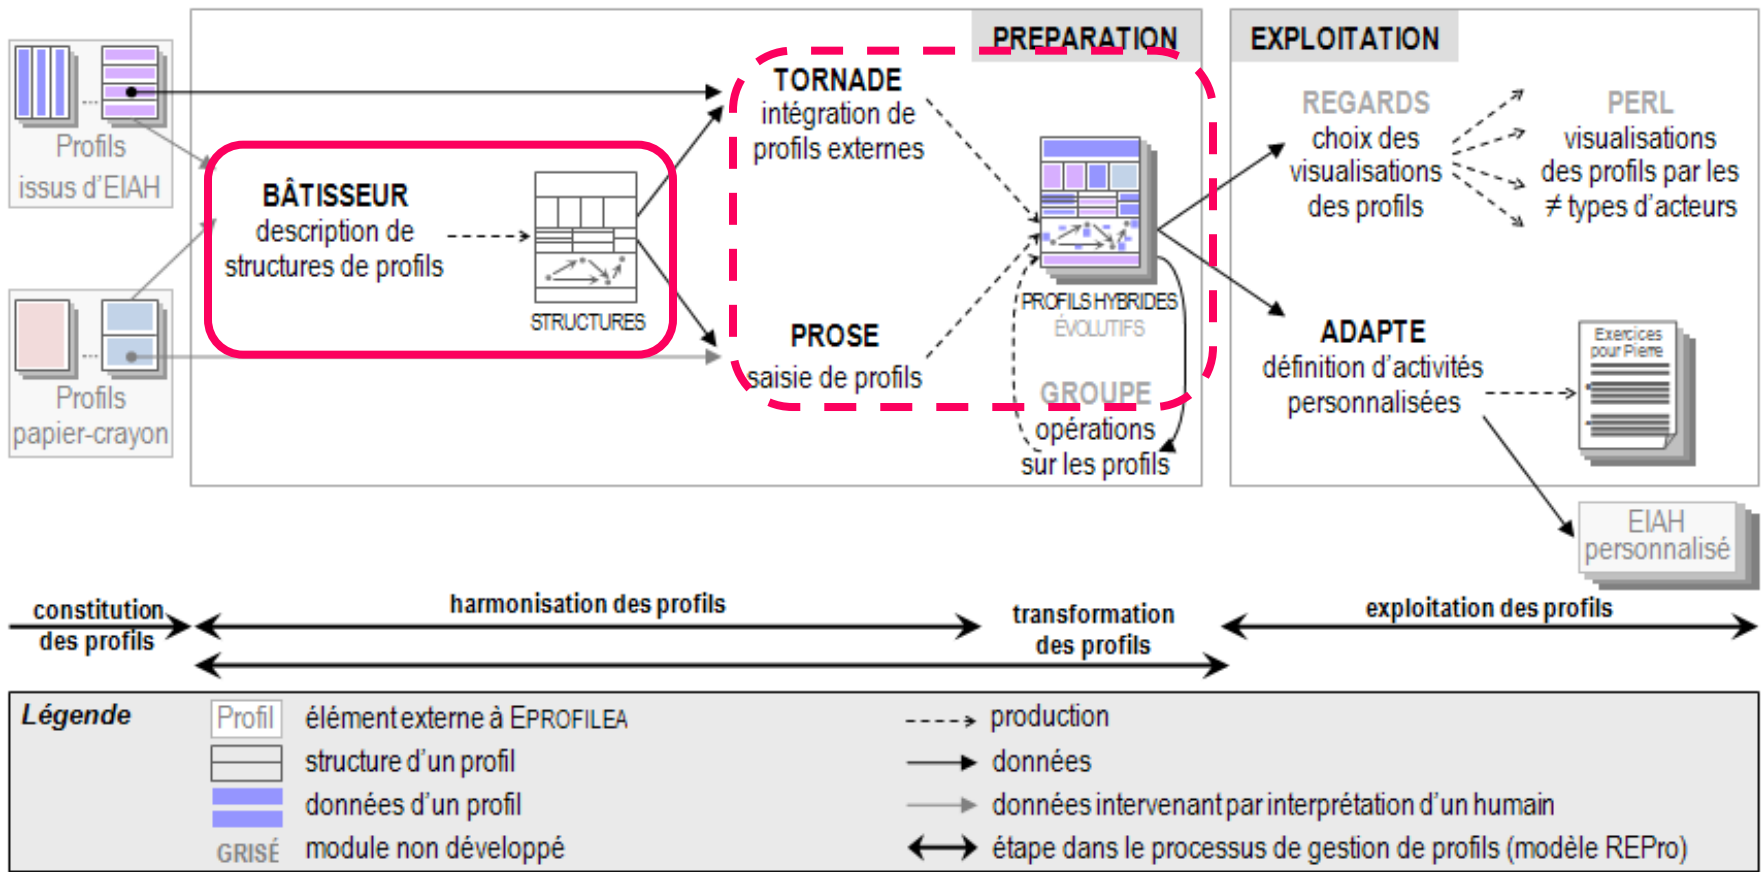 PREPARATION
EXPLOITATION
Profils
issus d'EIAH
Profils
papier-crayon
BÂTISSEUR
description de
structures de profils
STRUCTURES
TORNADE
intégration de
profils externes
PROSE
saisie de profils
PROFILS HYBRIDES
ÉVOLUTIFS
GROUPE
opérations
sur les profils
REGARDS
choix des
visualisations
des profils
PERL
visualisations
des profils par les
≠ types d'acteurs
ADAPTE
définition d'activités
personnalisées
Exercices
pour Pierre
EIAH
personnalisé
constitution
des profils
harmonisation des profils
transformation
des profils
exploitation des profils
Légende
Profil
élément externe à EPROFILEA
structure d'un profil
données d'un profil
GRISÉ
module non développé
production
données
données intervenant par interprétation d'un humain
étape dans le processus de gestion de profils (modèle REPro)